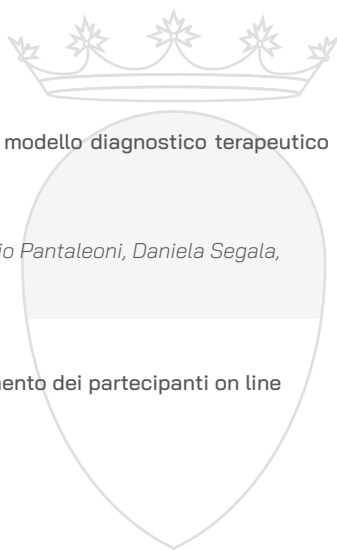 modello diagnostico terapeutico
io Pantaleoni, Daniela Segala,
ento dei partecipanti on line